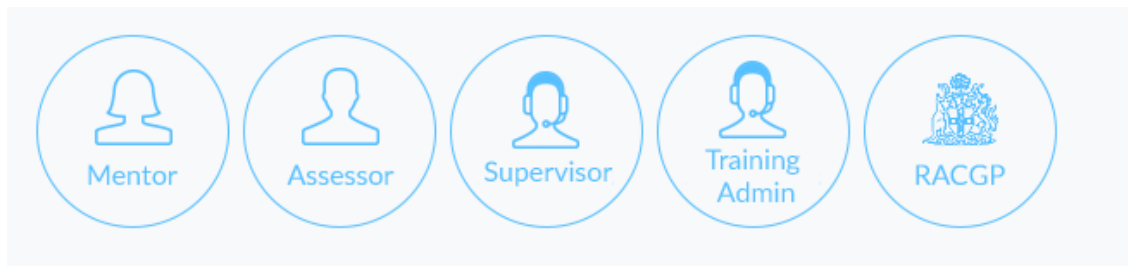 Mentor
Assessor
Supervisor
Training
Admin
RACGP